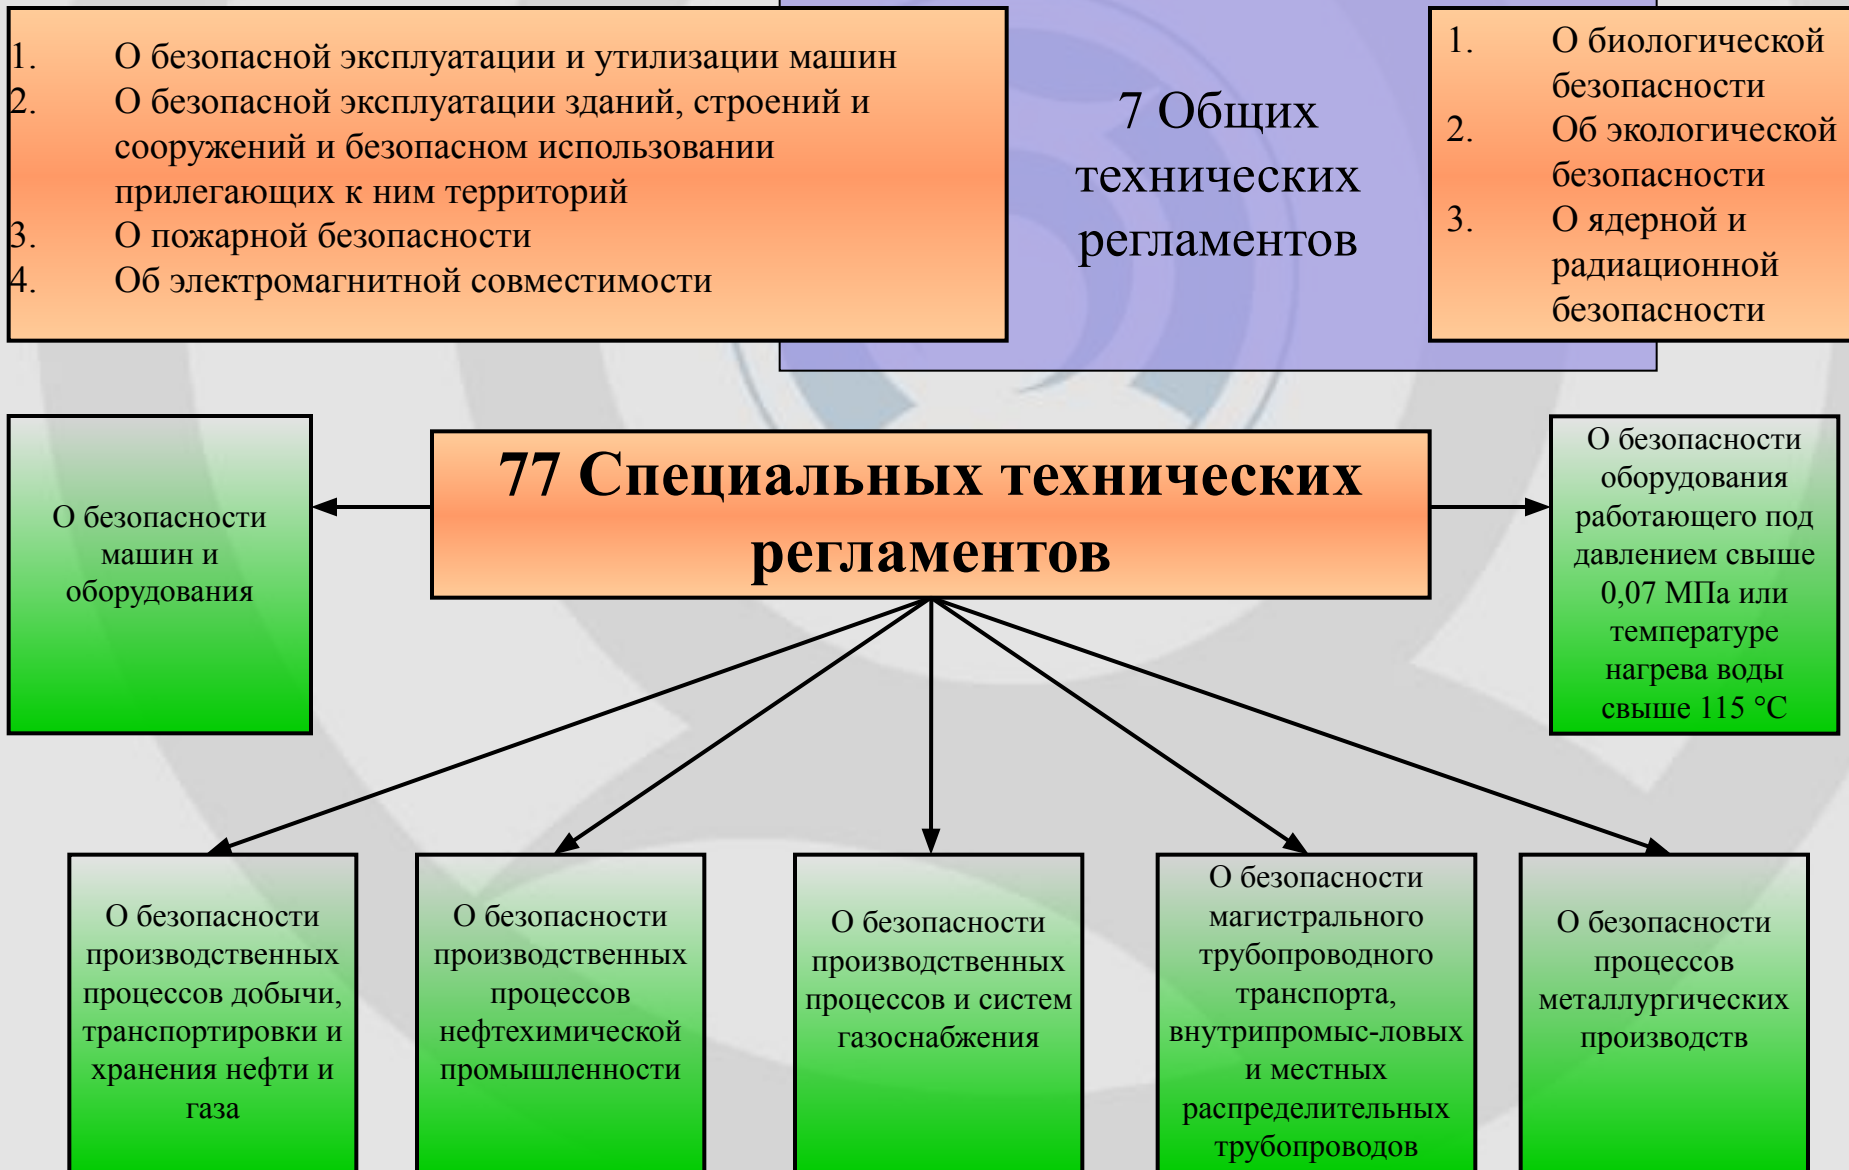 1. О безопасной эксплуатации и утилизации машин
2. О безопасной эксплуатации зданий, строений и
сооружений и безопасном использовании
прилегающих к ним территорий
3. О пожарной безопасности
4. Об электромагнитной совместимости
7 Общих
технических
регламентов
1. О биологической
безопасности
2. Об экологической
безопасности
3. О ядерной и
радиационной
безопасности
О безопасности
машин и
оборудования
77 Специальных технических
регламентов
О безопасности
оборудования
работающего под
давлением свыше
0,07 МПа или
температуре
нагрева воды
свыше 115 °С
О безопасности
производственных
процессов добычи,
транспортировки и
хранения нефти и
газа
О безопасности
производственных
процессов
нефтехимической
промышленности
О безопасности
производственных
процессов и систем
газоснабжения
О безопасности
магистрального
трубопроводного
транспорта,
внутрипромыс-ловых
и местных
распределительных
трубопроводов
О безопасности
процессов
металлургических
производств